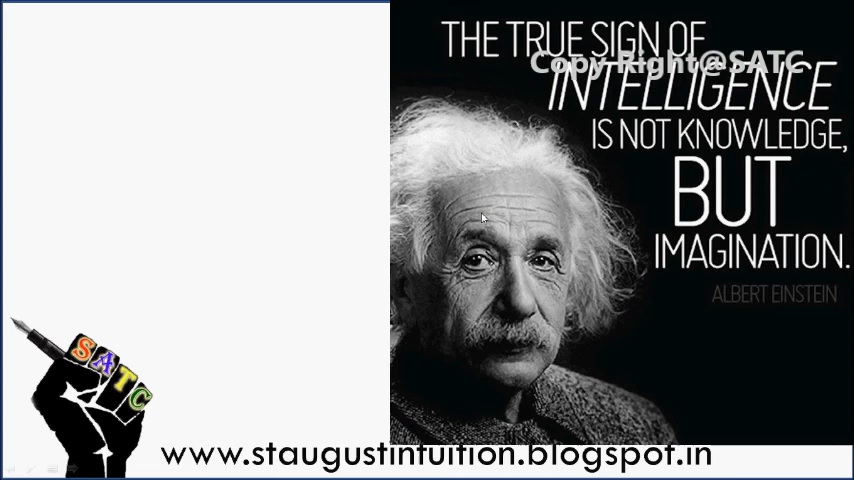 THE TRUE SIGN OF
Copy Right@SATC
INTELLIGENCE
IS NOT KNOWLEDGE,
BUT
IMAGINATION.
ALBERT EINSTEIN
SATC
www.staugustintuition.blogspot.in